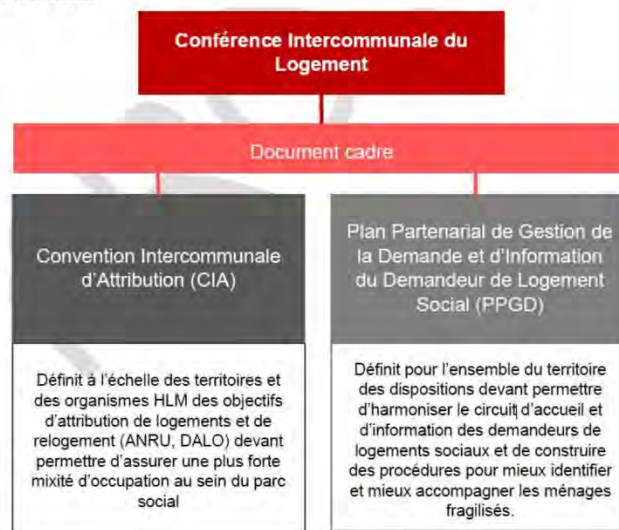 Conférence Intercommunale du
Logement
Document cadre
Convention Intercommunale
d'Attribution (CIA)
Définit à l'échelle des territoires et
des organismes HLM des objectifs
d'attribution de logements et de
relogement (ANRU, DALO) devant
permettre d'assurer une plus forte
mixité d'occupation au sein du parc
social
Plan Partenarial de Gestion de
la Demande et d'Information
du Demandeur de Logement
Social (PPGD)
Définit pour l'ensemble du territoire
des dispositions devant permettre
d'harmoniser le circuit d'accueil et
d'information des demandeurs de
logements sociaux et de construire
des procédures pour mieux identifier
et mieux accompagner les ménages
fragilisés.